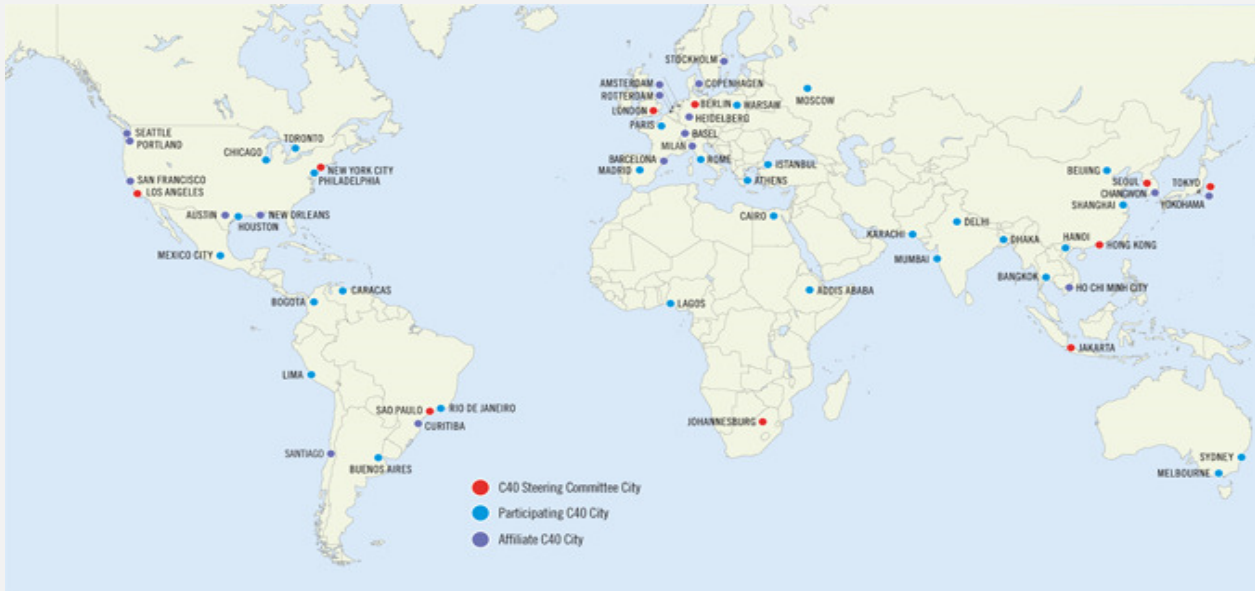 STOCKHOLM
AMSTERDAM
COPENHAGEN
ROTTERDAM
MOSCOW
LONDON
BERLIN
WARSAW
HEIDELBERG
PARIS
BASEL
MILAN
SEATTLE
PORTLAND
TORONTO
CHICAGO
NEW YORK CITY
PHILADELPHIA
SAN FRANCISCO
LOS ANGELES
BARCELONA
ROME
ISTANBUL
MADRID
ATHENS
BEIJING
SEOUL
TOKYO
CHANGWON
SHANGHAI
YOKOHAMA
AUSTIN
NEW ORLEANS
HOUSTON
CAIRO
DELHI
KARACHI
DHAKA
HANOI
HONG KONG
MEXICO CITY
MUMBAI
BANGKOK
HO CHI MINH CITY
CARACAS
BOGOTA
LAGOS
ADDIS ABABA
JAKARTA
LIMA
SAO PAULO
RIO DE JANEIRO
CURITIBA
JOHANNESBURG
SANTIAGO
BUENOS AIRES
SYDNEY
MELBOURNE
C40 Steering Committee City
Participating C40 City
Affiliate C40 City